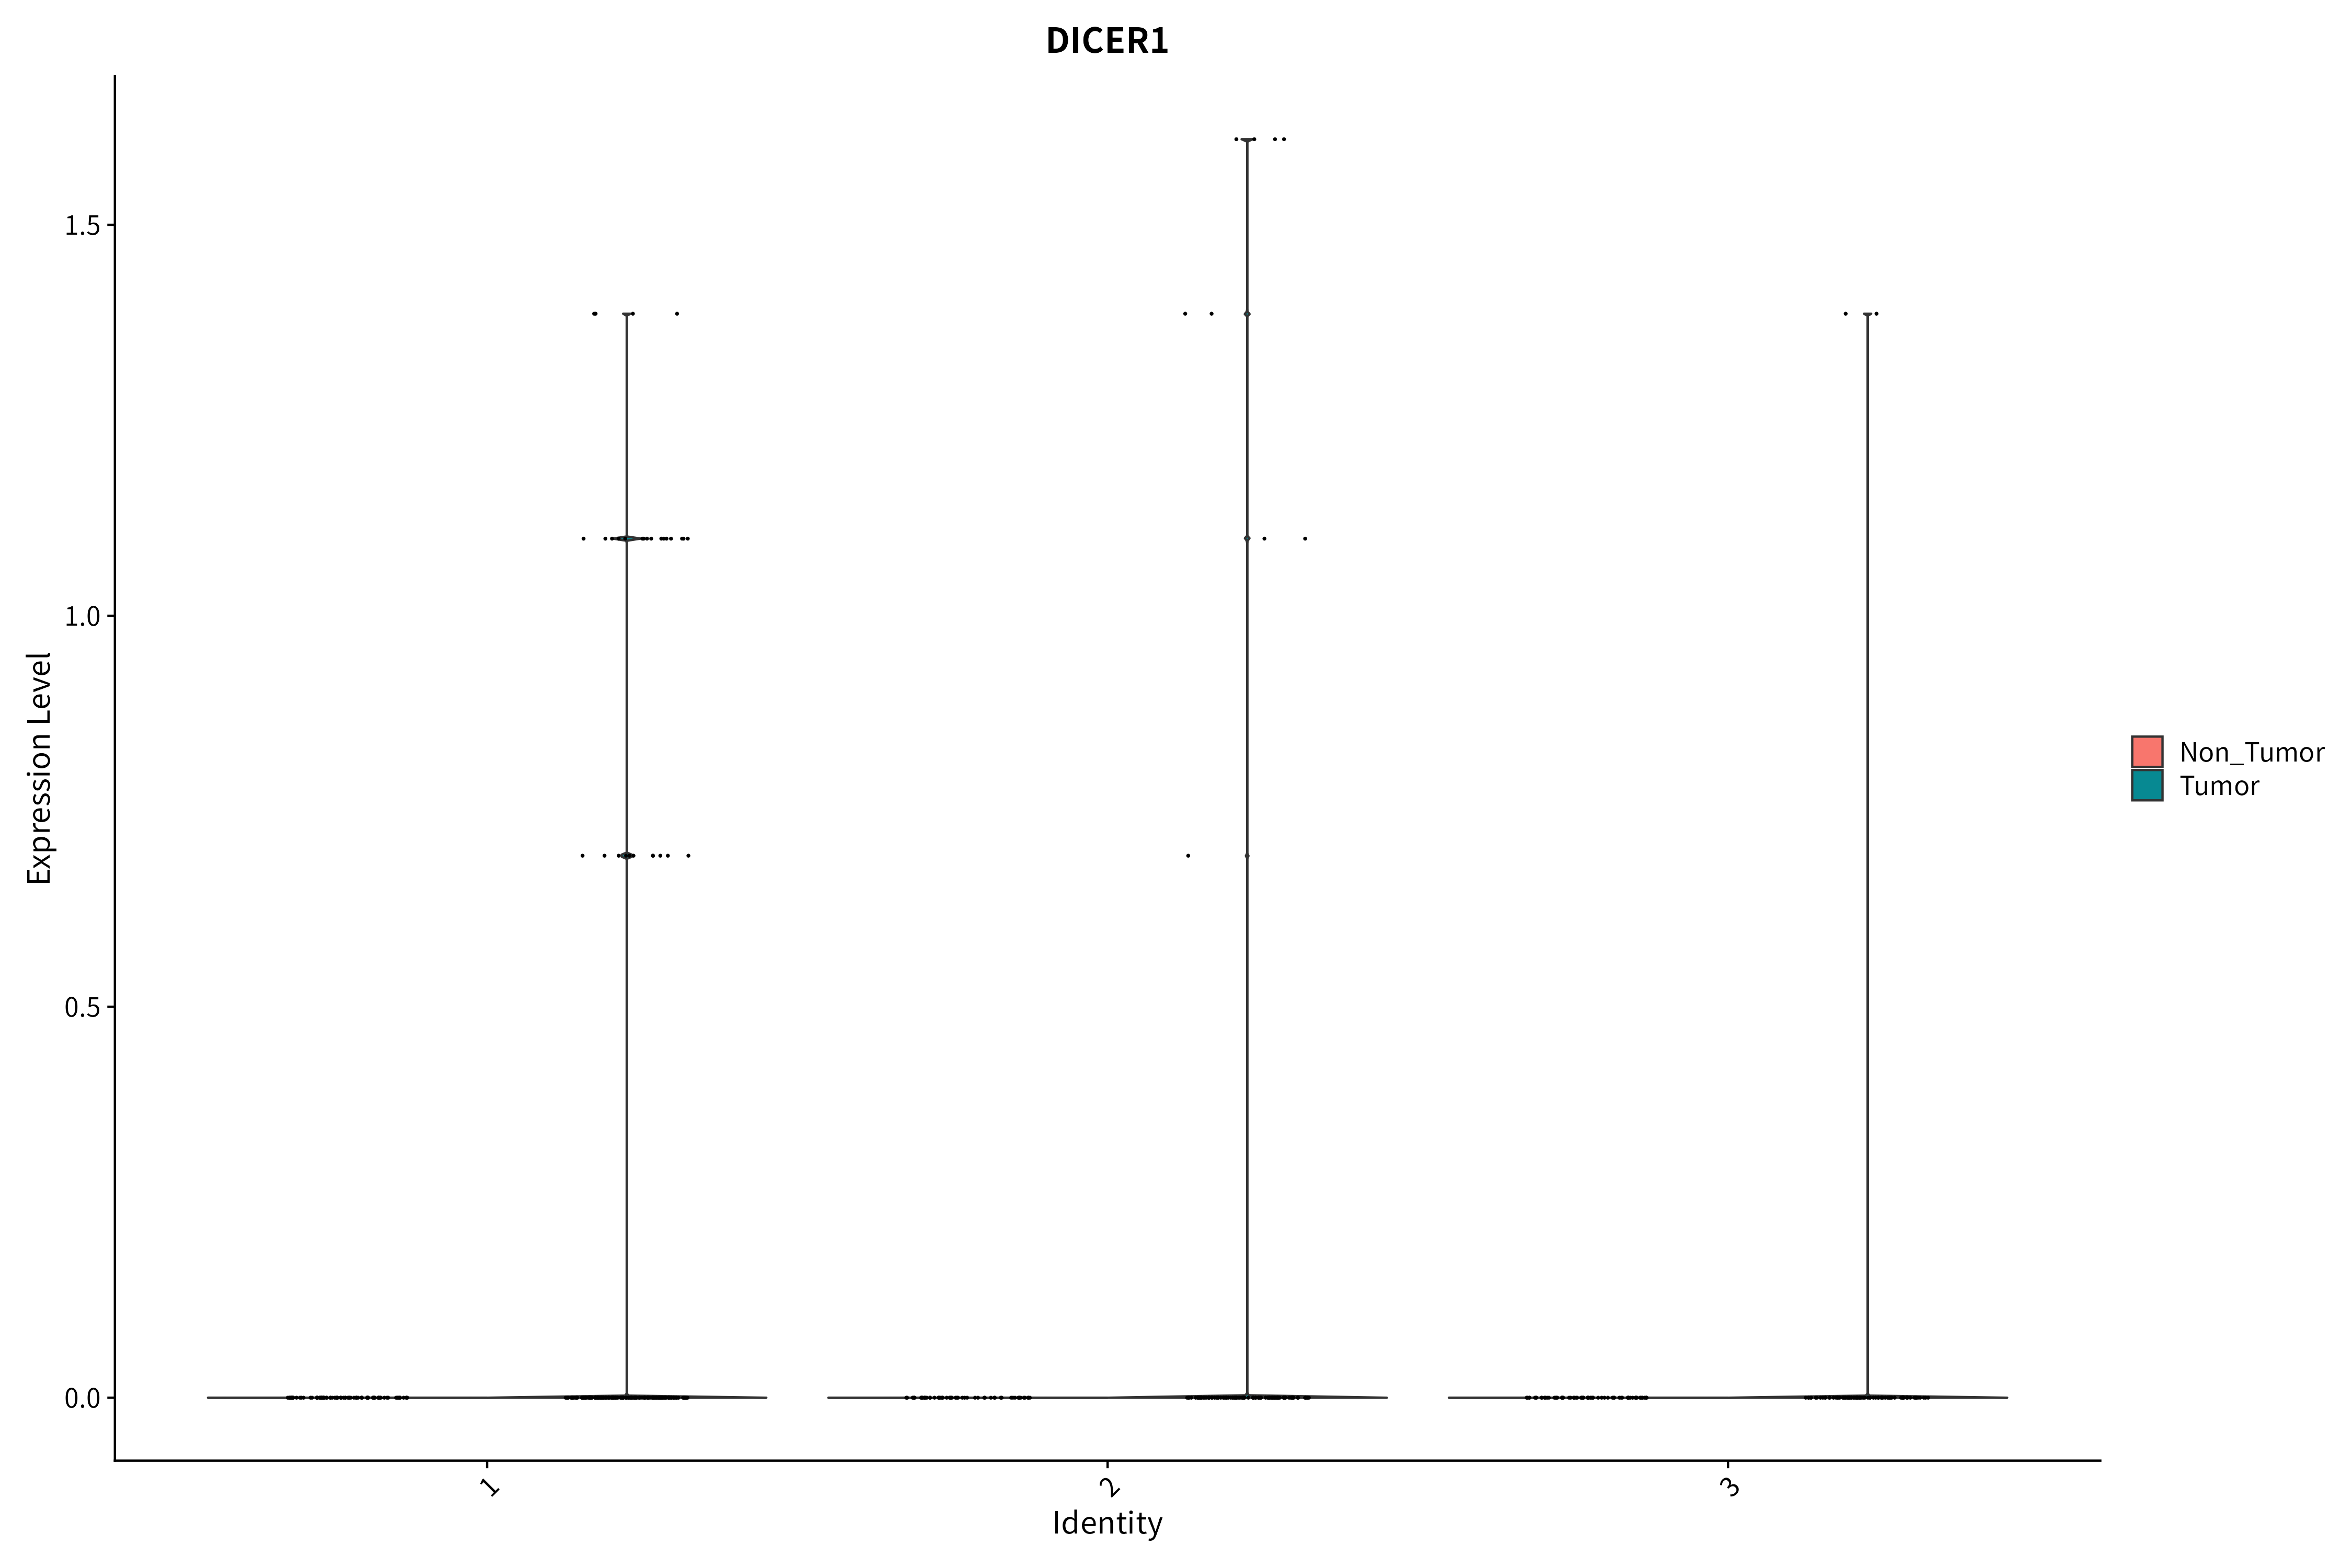 DICER1
Expression Level
1.5
1.0
0.5
0.0
1
2
3
Identity
Non_Tumor
Tumor